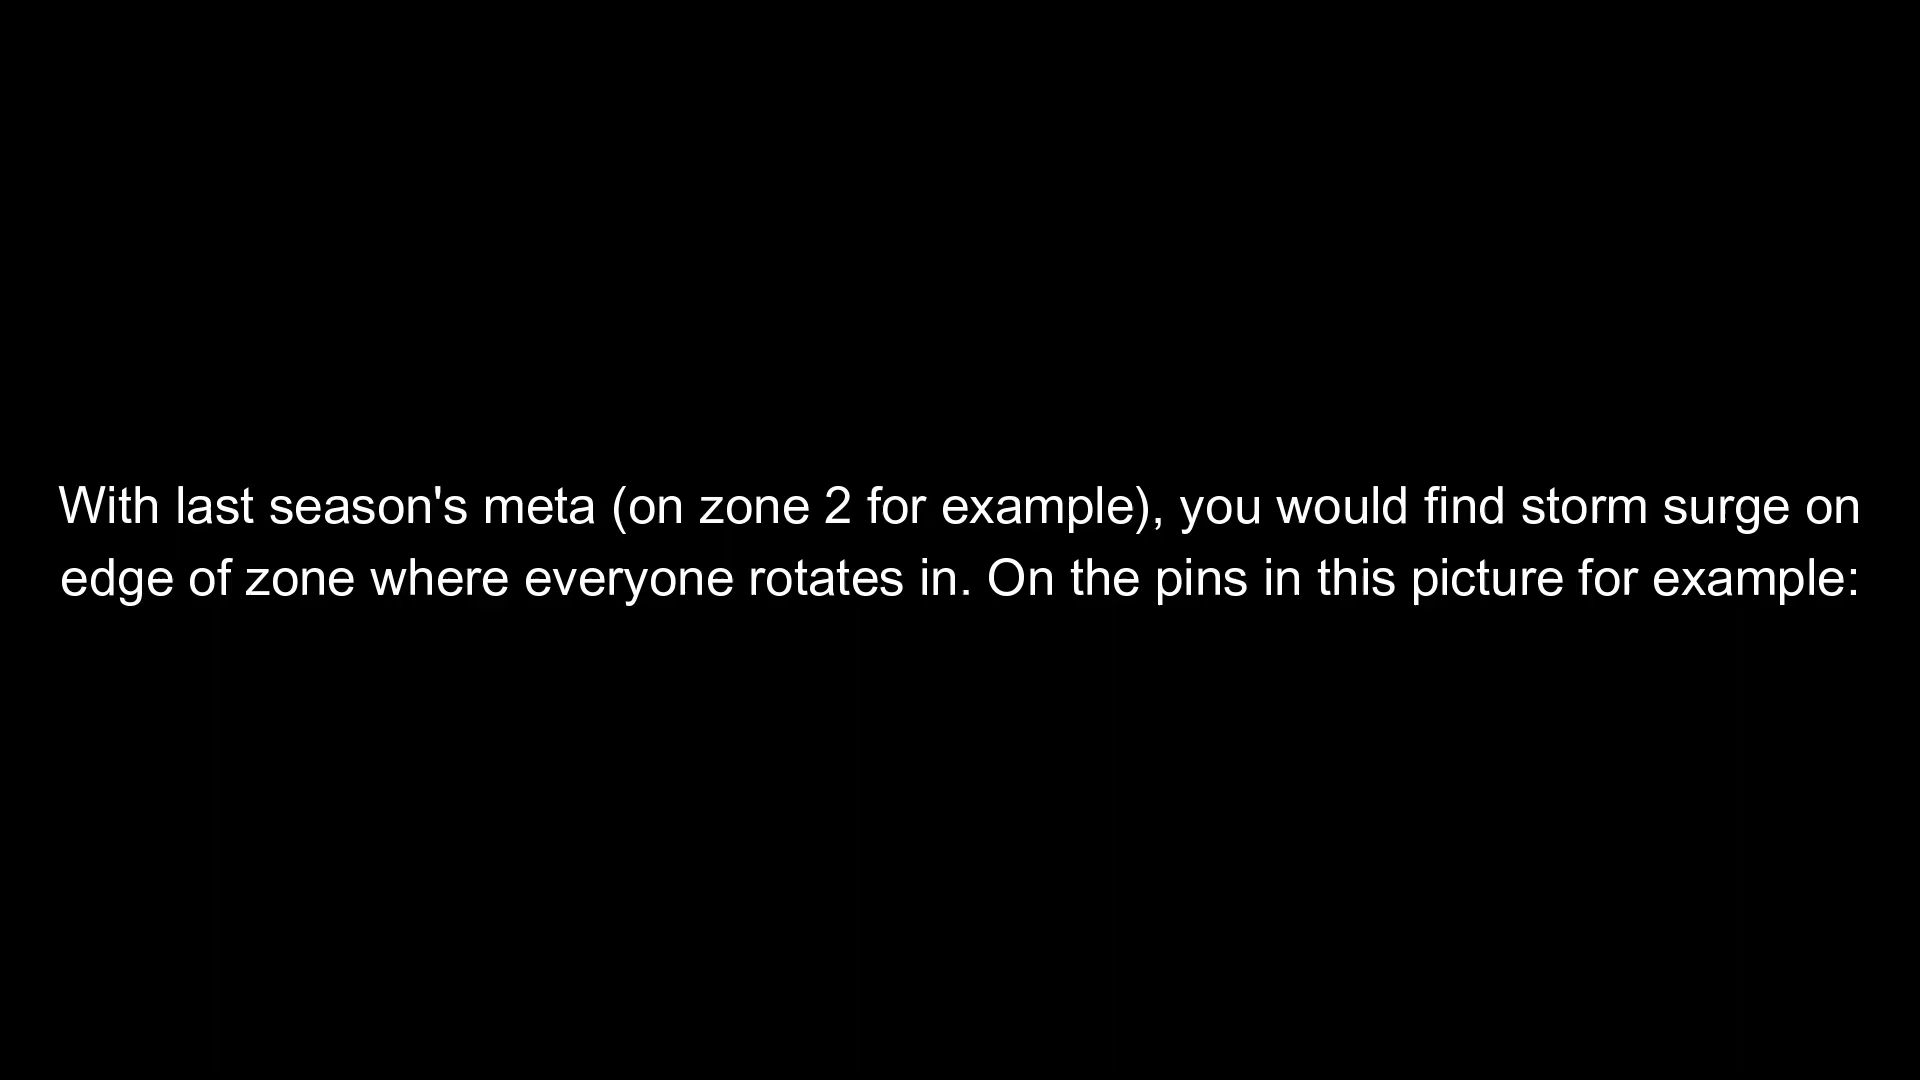 With last season's meta (on zone 2 for example), you would find storm surge on
edge of zone where everyone rotates in. On the pins in this picture for example: